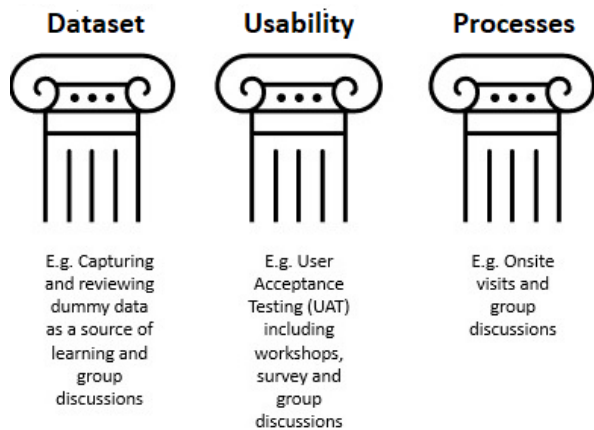 Dataset
Usability
Processes
E.g. Capturing
and reviewing
dummy data
as a source of
learning and
group
discussions
E.g. User
Acceptance
Testing (UAT)
including
workshops,
survey and
group
discussions
E.g. Onsite
visits and
group
discussions